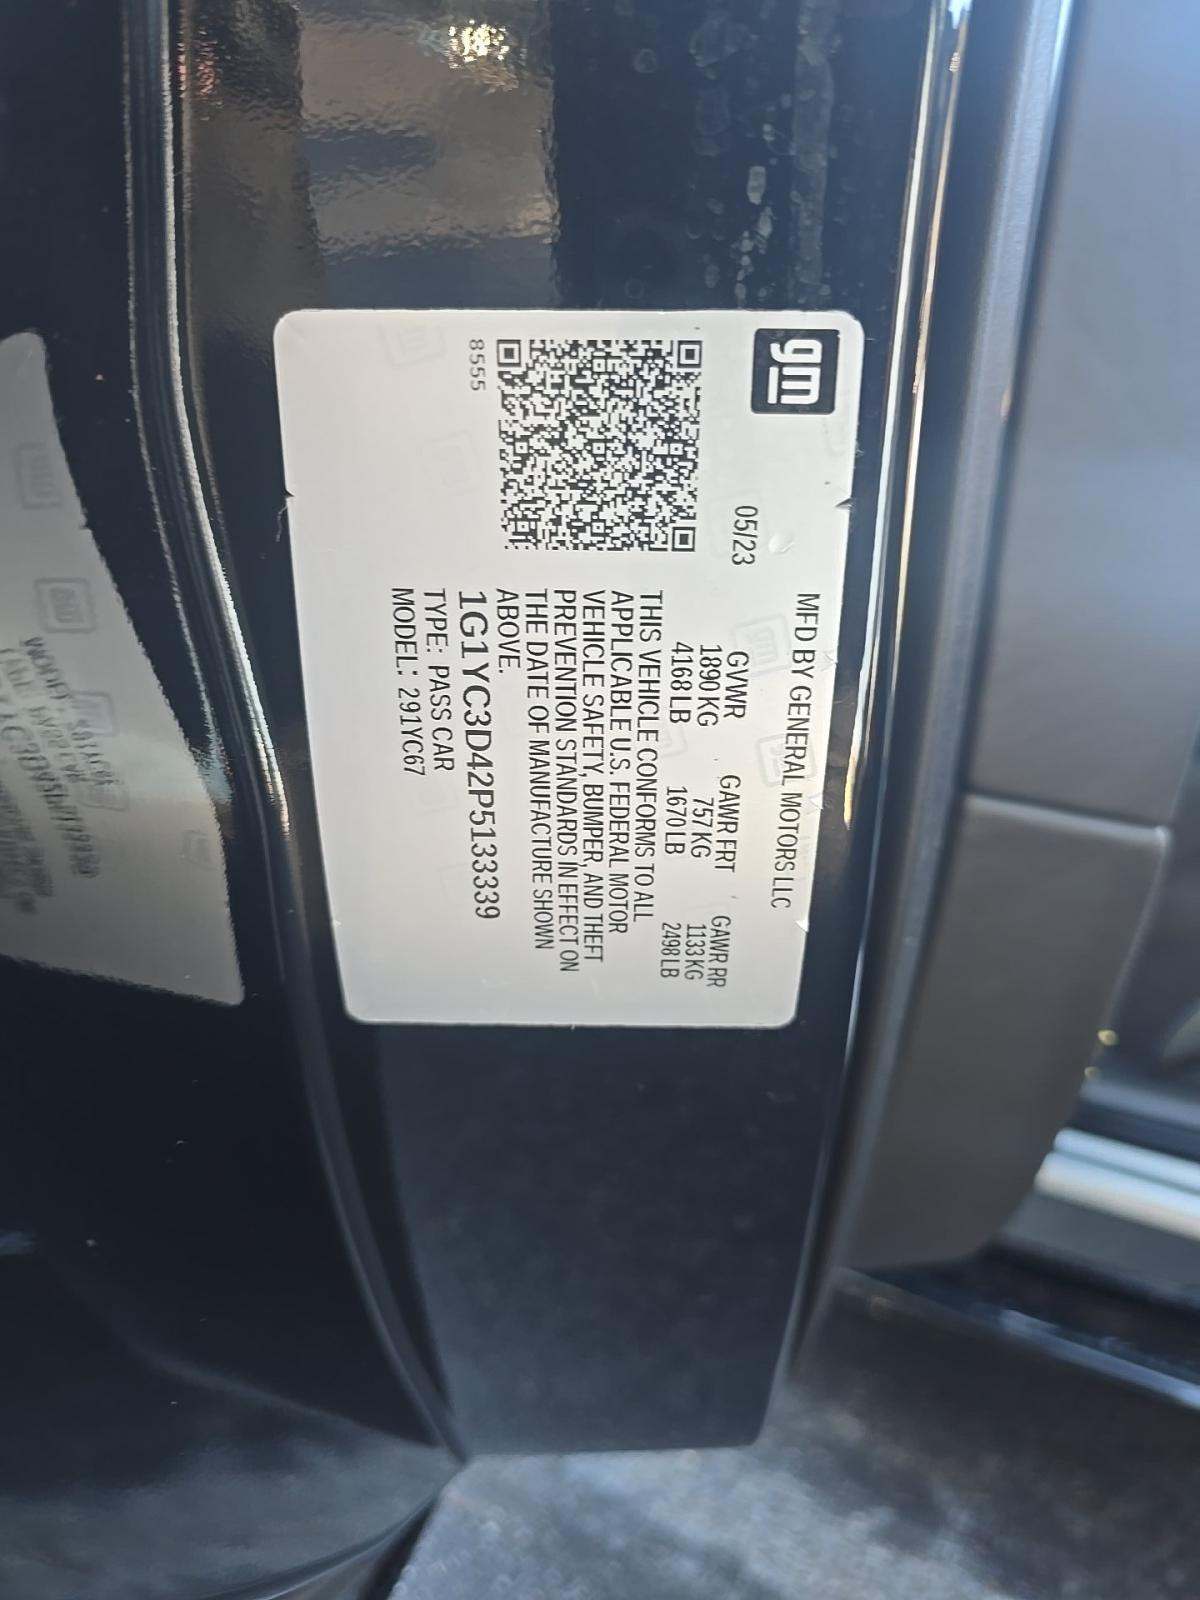 gm
MFD BY GENERAL MOTORS LLC
05/23
GVWR GAWR FRT GAWR RR
1890 KG 757 KG 1133 KG
4168 LB 1670 LB 2498 LB
THIS VEHICLE CONFORMS TO ALL
APPLICABLE U.S. FEDERAL MOTOR
VEHICLE SAFETY, BUMPER, AND THEFT
PREVENTION STANDARDS IN EFFECT ON
THE DATE OF MANUFACTURE SHOWN
ABOVE.
1G1YC3D42P5133339
TYPE: PASS CAR
MODEL: 291YC67
8555